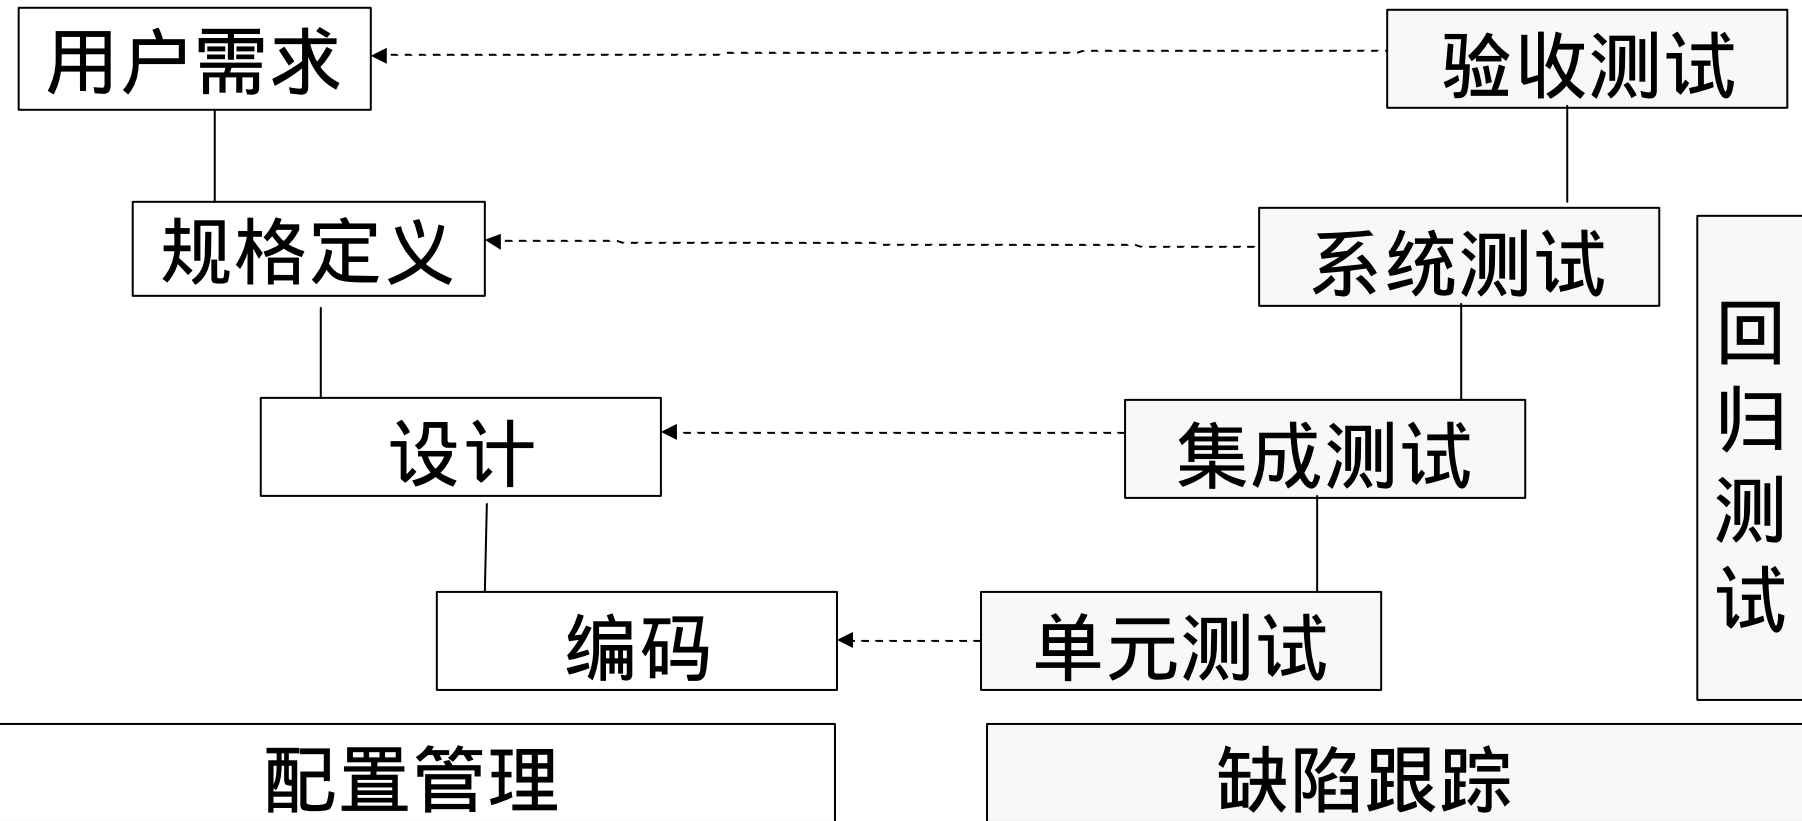 用户需求
验收测试
规格定义
系统测试
设计
集成测试
编码
单元测试
回归测试
配置管理
缺陷跟踪